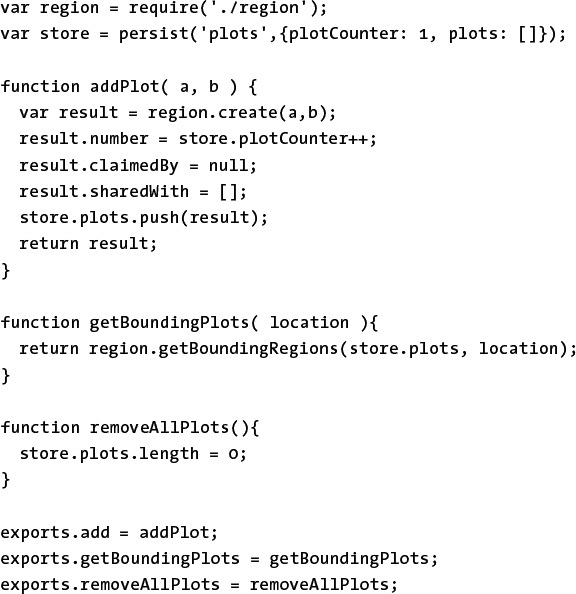 var region = require('./region');
var store = persist('plots',{plotCounter: 1, plots: []});

function addPlot( a, b ) {
  var result = region.create(a,b);
  result.number = store.plotCounter++;
  result.claimedBy = null;
  result.sharedWith = [];
  store.plots.push(result);
  return result;
}

function getBoundingPlots( location ){
  return region.getBoundingRegions(store.plots, location);
}

function removeAllPlots(){
  store.plots.length = 0;
}

exports.add = addPlot;
exports.getBoundingPlots = getBoundingPlots;
exports.removeAllPlots = removeAllPlots;